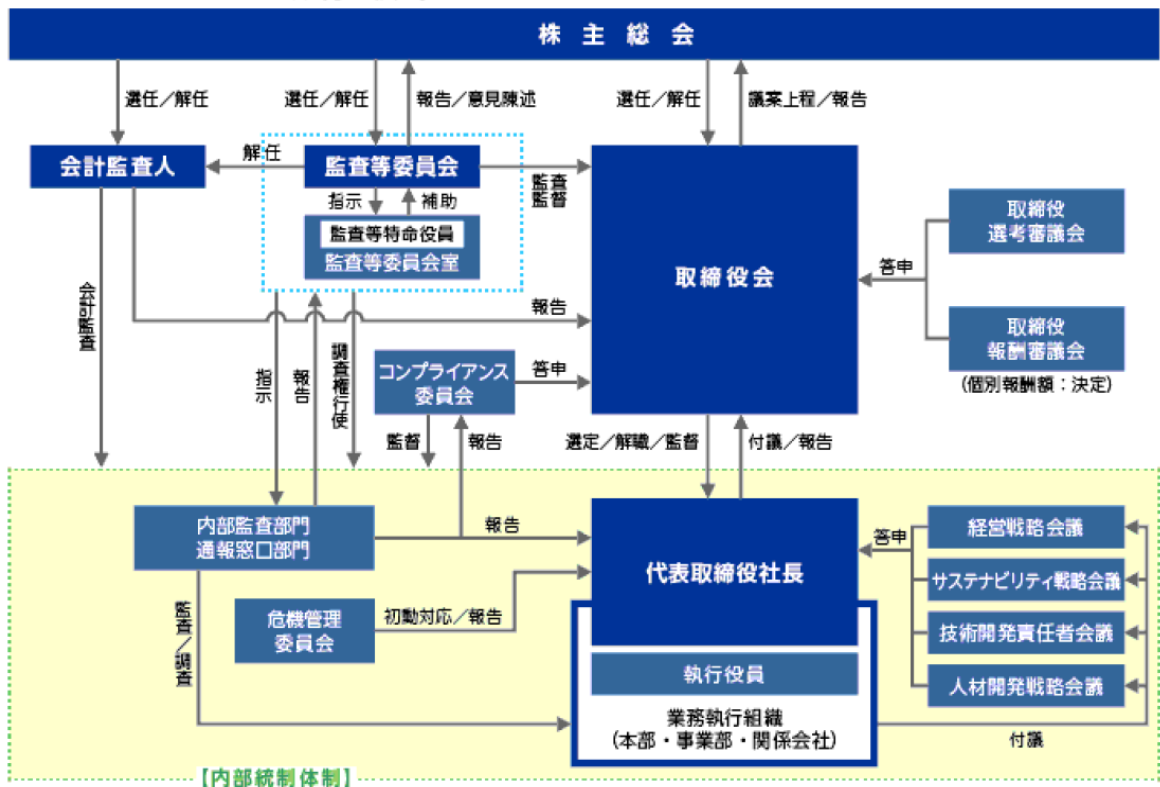 株主総会
選任／解任
選任／解任
報告／意見陳述
選任／解任
議案上程／報告
会計監査人
解任
監査等委員会
監査
監督
指示
補助
監査等特命役員
監査等委員会室
取締役会
取締役
選考審議会
答申
取締役
報酬審議会
(個別報酬額：決定)
会計監査
報告
指示
報告
調査権行使
コンプライアンス
委員会
答申
監督
報告
選定／解職／監督
付議／報告
内部監査部門
通報窓口部門
報告
代表取締役社長
答申
経営戦略会議
サステナビリティ戦略会議
技術開発責任者会議
人材開発戦略会議
危機管理
委員会
初動対応／報告
監査／調査
執行役員
業務執行組織
(本部・事業部・関係会社)
付議
【内部統制体制】